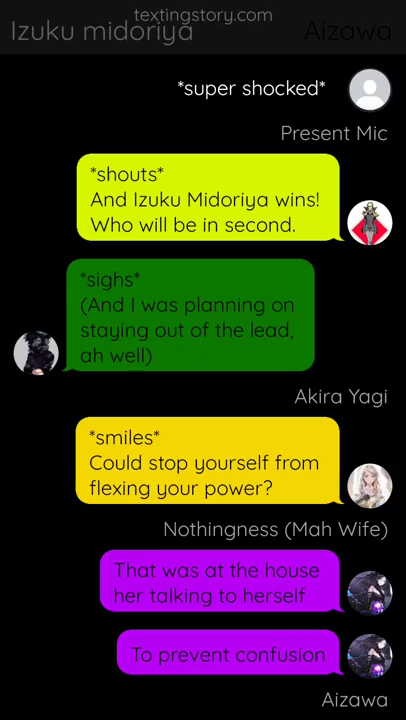 textingstory.com
Izuku midoriya
Aizawa
*super shocked*
Present Mic
*shouts*
And Izuku Midoriya wins!
Who will be in second.
*sighs*
(And I was planning on
staying out of the lead,
ah well)
Akira Yagi
*smiles*
Could stop yourself from
flexing your power?
Nothingness (Mah Wife)
That was at the house
her talking to herself
To prevent confusion
Aizawa